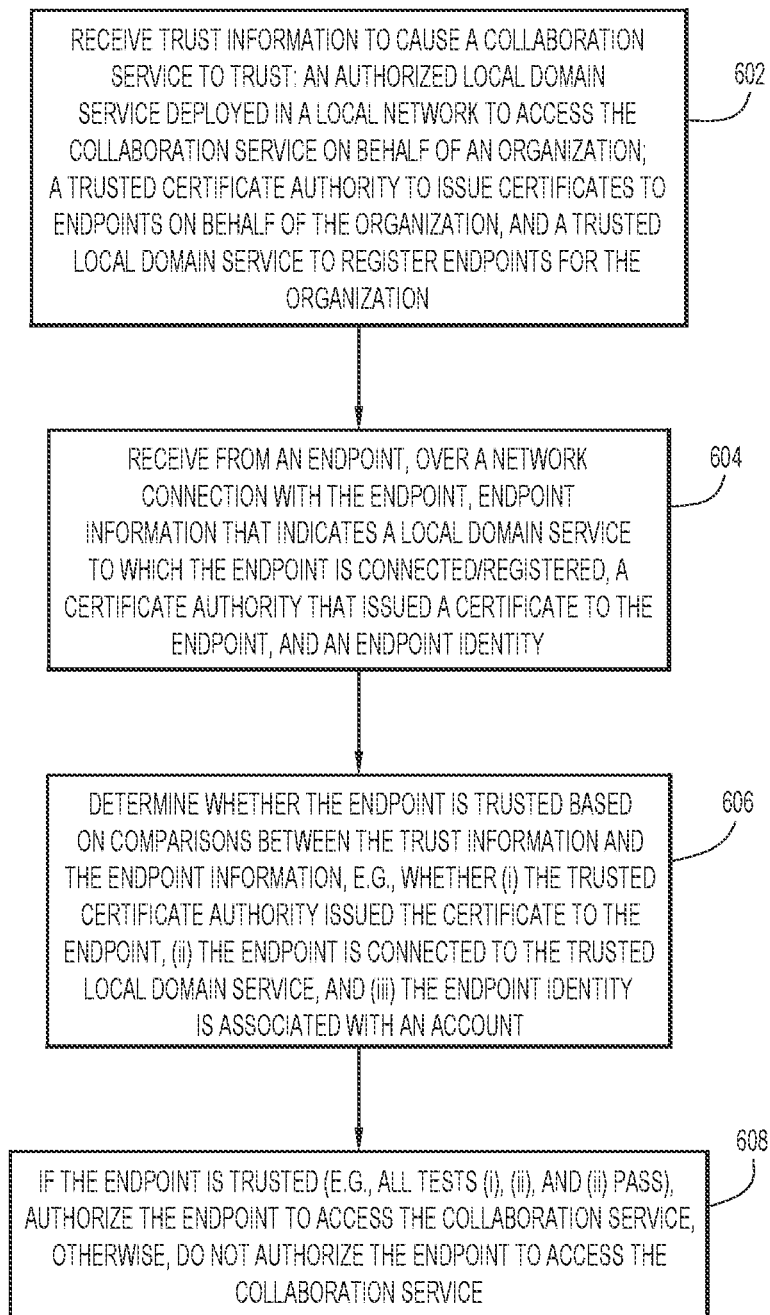 RECEIVE TRUST INFORMATION TO CAUSE A COLLABORATION
SERVICE TO TRUST: AN AUTHORIZED LOCAL DOMAIN
SERVICE DEPLOYED IN A LOCAL NETWORK TO ACCESS THE
COLLABORATION SERVICE ON BEHALF OF AN ORGANIZATION;
A TRUSTED CERTIFICATE AUTHORITY TO ISSUE CERTIFICATES TO
ENDPOINTS ON BEHALF OF THE ORGANIZATION, AND A TRUSTED
LOCAL DOMAIN SERVICE TO REGISTER ENDPOINTS FOR THE
ORGANIZATION
602
RECEIVE FROM AN ENDPOINT, OVER A NETWORK
CONNECTION WITH THE ENDPOINT, ENDPOINT
INFORMATION THAT INDICATES A LOCAL DOMAIN SERVICE
TO WHICH THE ENDPOINT IS CONNECTED/REGISTERED, A
CERTIFICATE AUTHORITY THAT ISSUED A CERTIFICATE TO THE
ENDPOINT, AND AN ENDPOINT IDENTITY
604
DETERMINE WHETHER THE ENDPOINT IS TRUSTED BASED
ON COMPARISONS BETWEEN THE TRUST INFORMATION AND
THE ENDPOINT INFORMATION, E.G., WHETHER (i) THE TRUSTED
CERTIFICATE AUTHORITY ISSUED THE CERTIFICATE TO THE
ENDPOINT, (ii) THE ENDPOINT IS CONNECTED TO THE TRUSTED
LOCAL DOMAIN SERVICE, AND (iii) THE ENDPOINT IDENTITY
IS ASSOCIATED WITH AN ACCOUNT
606
IF THE ENDPOINT IS TRUSTED (E.G., ALL TESTS (i), (ii), AND (ii) PASS),
AUTHORIZE THE ENDPOINT TO ACCESS THE COLLABORATION SERVICE,
OTHERWISE, DO NOT AUTHORIZE THE ENDPOINT TO ACCESS THE
COLLABORATION SERVICE
608